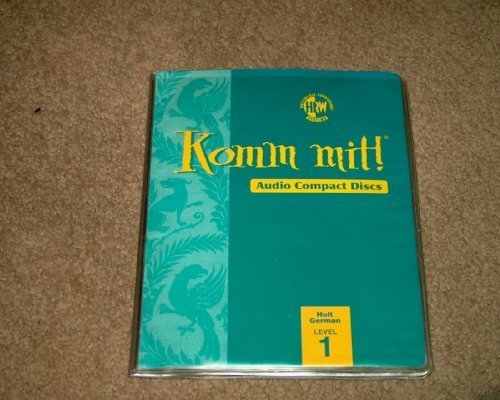 HRW
Komm mit!®
Audio Compact Discs
Holt
German
LEVEL
1